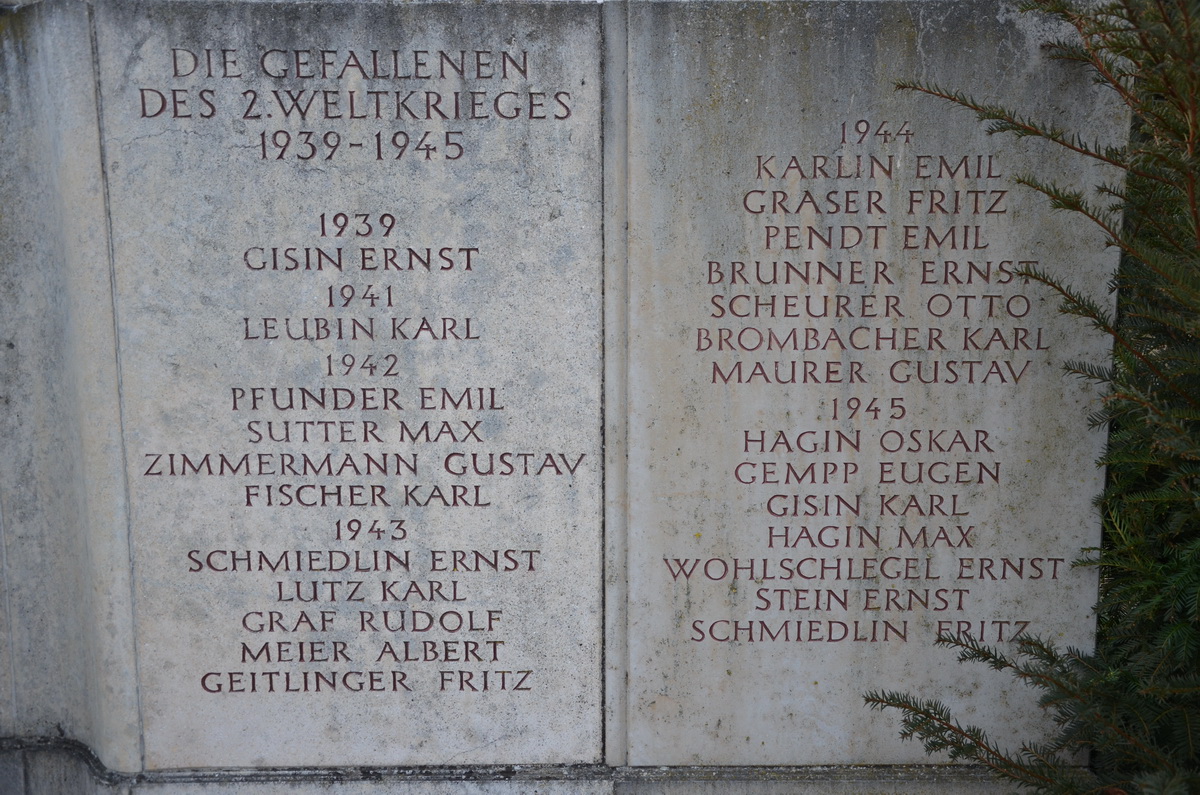 DIE GEFALLENEN
DES 2. WELTKRIEGES
1939-1945
1939
GISIN ERNST
1941
LEUBIN KARL
1942
PFUNDER EMIL
SUTTER MAX
ZIMMERMANN GUSTAV
FISCHER KARL
1943
SCHMIEDLIN ERNST
LUTZ KARL
GRAF RUDOLF
MEIER ALBERT
GEITLINGER FRITZ
1944
KARLIN EMIL
GRASER FRITZ
PENDT EMIL
BRUNNER ERNST
SCHEURER OTTO
BROMBACHER KARL
MAURER GUSTAV
1945
HAGIN OSKAR
GEMPP EUGEN
GISIN KARL
HAGIN MAX
WOHLSCHLEGEL ERNST
STEIN ERNST
SCHMIEDLIN FRITZ